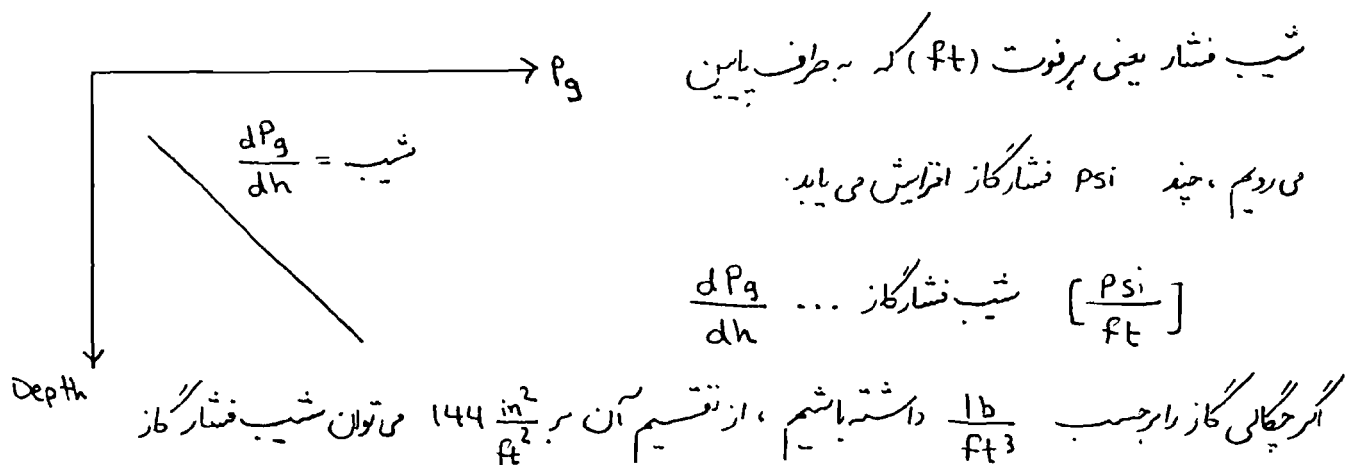 شیب فشار یعنی هر فوت (ft) که به طرف پایین
می رویم ، چند psi فشار گاز افزایش می یابد.
Pg
dPg/dh = شیب
Depth
dPg/dh ... شیب فشار گاز [psi/ft]
اگر چگالی گاز را برحسب lb/ft³ داشته باشیم ، از تقسیم آن بر 144 in²/ft² می توان شیب فشار گاز